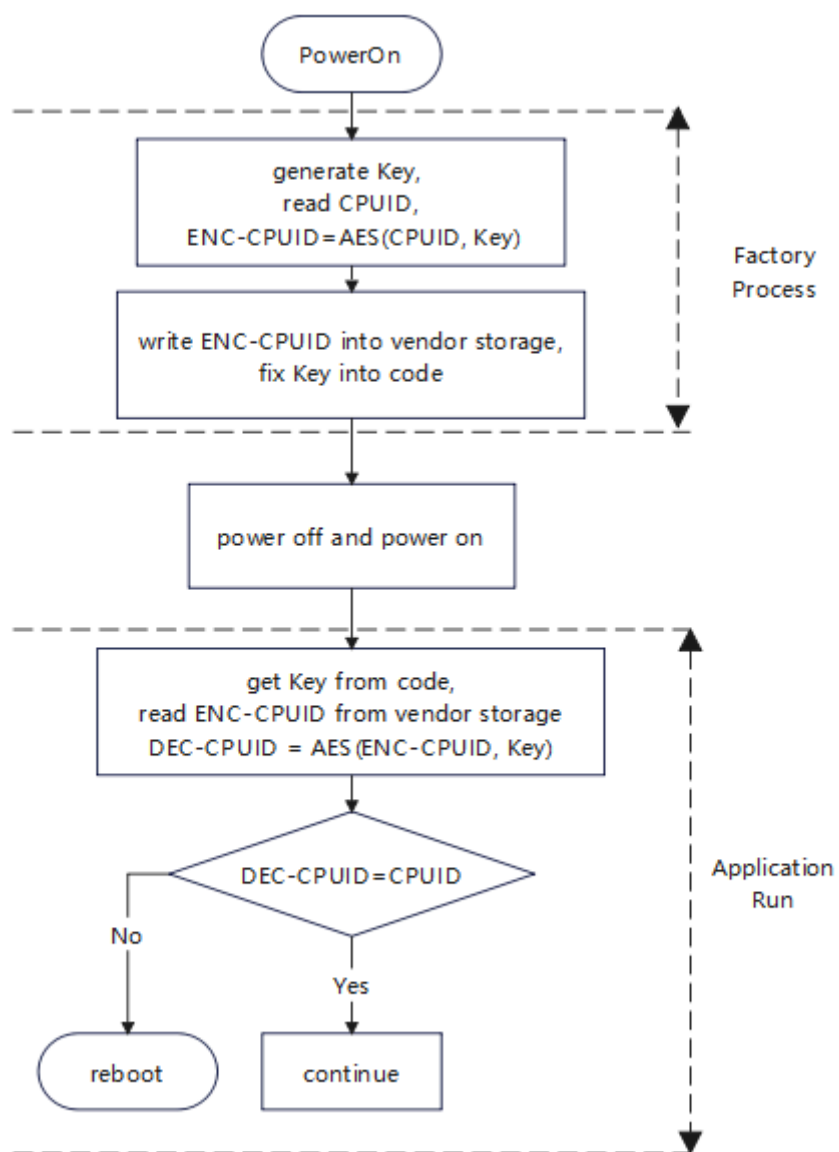 PowerOn
generate Key,
read CPUID,
ENC-CPUID=AES(CPUID, Key)
Factory
Process
write ENC-CPUID into vendor storage,
fix Key into code
power off and power on
get Key from code,
read ENC-CPUID from vendor storage
DEC-CPUID = AES(ENC-CPUID, Key)
DEC-CPUID=CPUID
Application
Run
No
Yes
reboot
continue